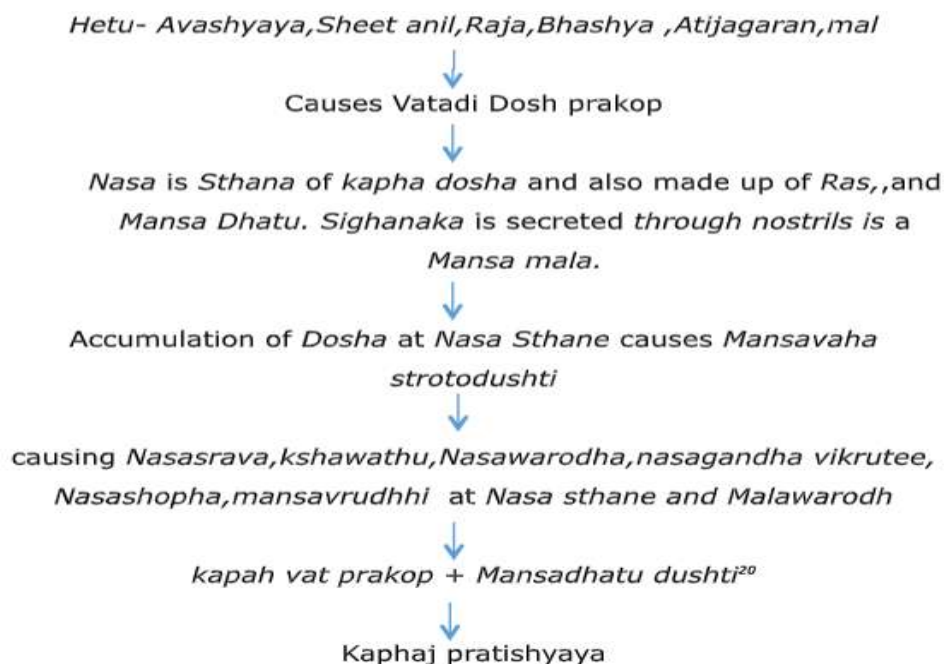 Hetu- Avashyaya,Sheet anil,Raja,Bhashya ,Atijagaran,mal
Causes Vatadi Dosh prakop
Nasa is Sthana of kapha dosha and also made up of Ras,,and
Mansa Dhatu. Sighanaka is secreted through nostrils is a
Mansa mala.
Accumulation of Dosha at Nasa Sthane causes Mansavaha
strotodushti
causing Nasasrava,kshawathu,Nasawarodha,nasagandha vikrutee,
Nasashopha,mansavrudhhi at Nasa sthane and Malawarodh
kapah vat prakop + Mansadhatu dushti20
Kaphaj pratishyaya